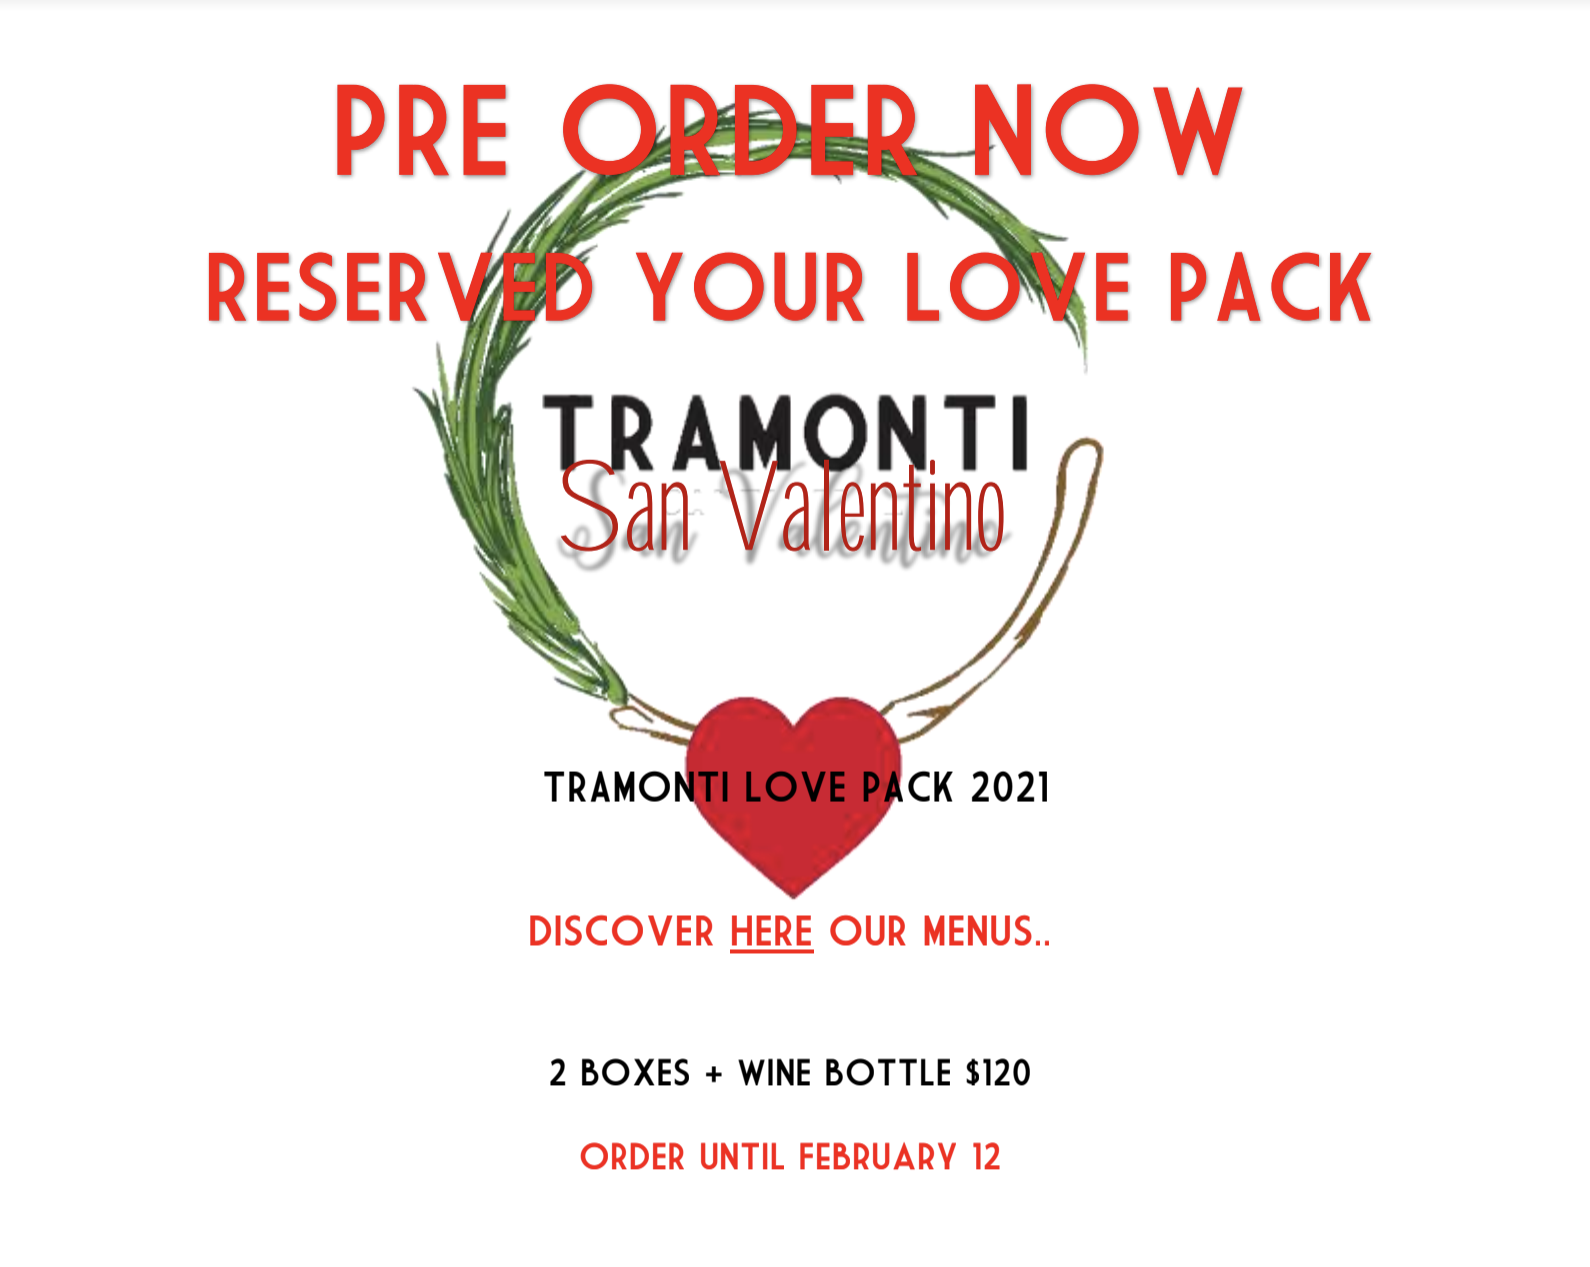 PRE ORDER NOW
RESERVED YOUR LOVE PACK
TRAMONTI
San Valentino
TRAMONTI LOVE PACK 2021
DISCOVER HERE OUR MENUS..
2 BOXES + WINE BOTTLE $120
ORDER UNTIL FEBRUARY 12